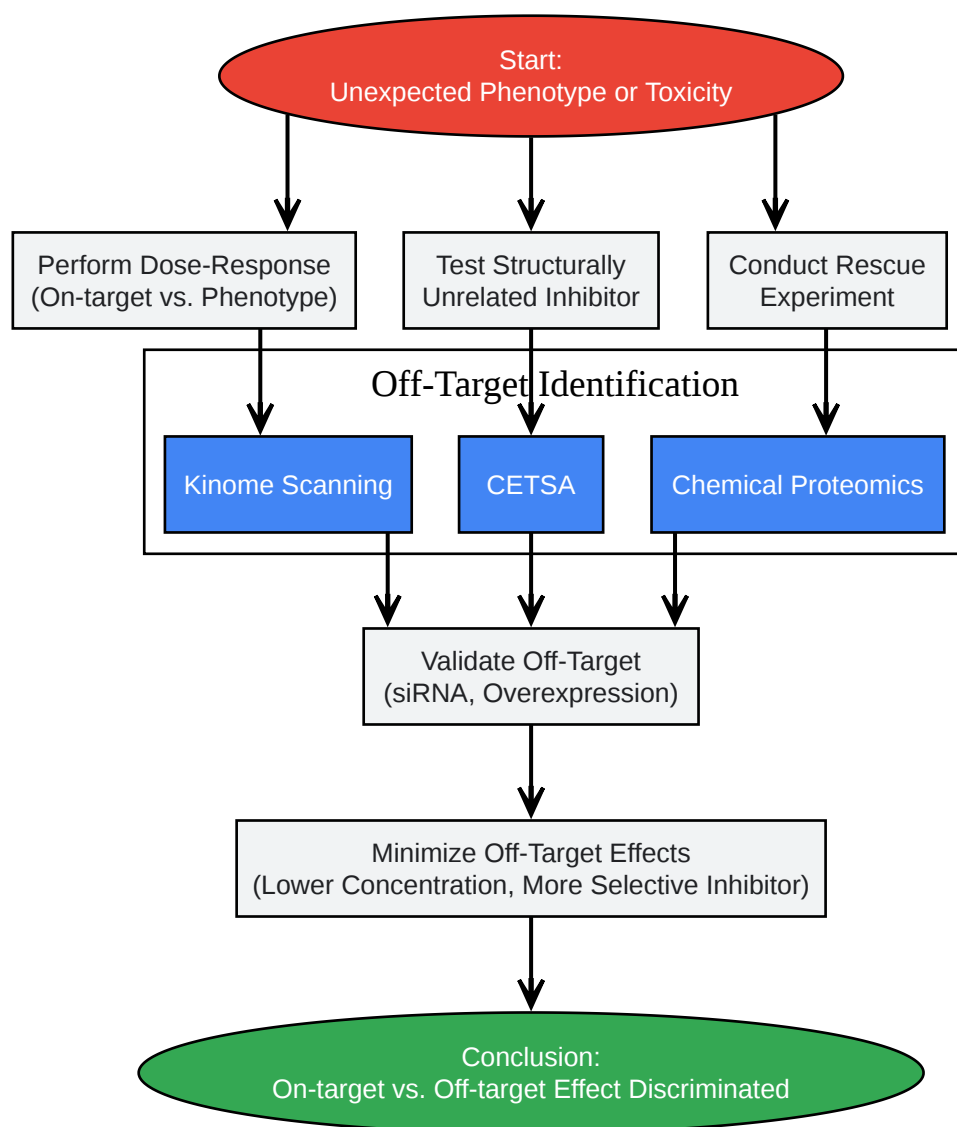 Start:
Unexpected Phenotype or Toxicity
Perform Dose-Response
(On-target vs. Phenotype)
Test Structurally
Unrelated Inhibitor
Conduct Rescue
Experiment
Off-Target Identification
Kinome Scanning
CETSA
Chemical Proteomics
Validate Off-Target
(siRNA, Overexpression)
Minimize Off-Target Effects
(Lower Concentration, More Selective Inhibitor)
Conclusion:
On-target vs. Off-target Effect Discriminated